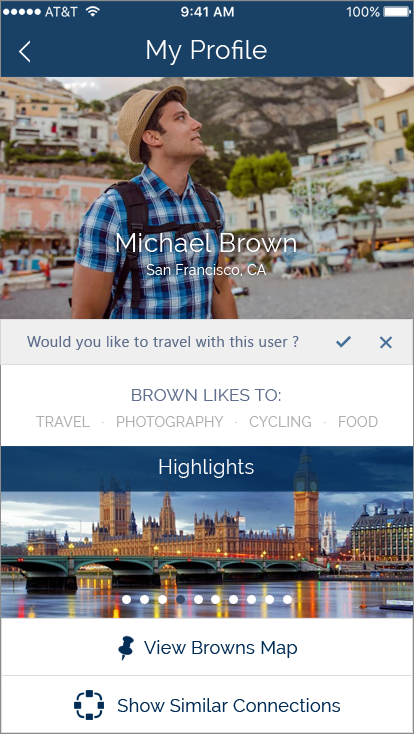 AT&T 9:41 AM 100%
My Profile
Michael Brown
San Francisco, CA
Would you like to travel with this user ?
BROWN LIKES TO:
TRAVEL · PHOTOGRAPHY · CYCLING · FOOD
Highlights
View Browns Map
Show Similar Connections